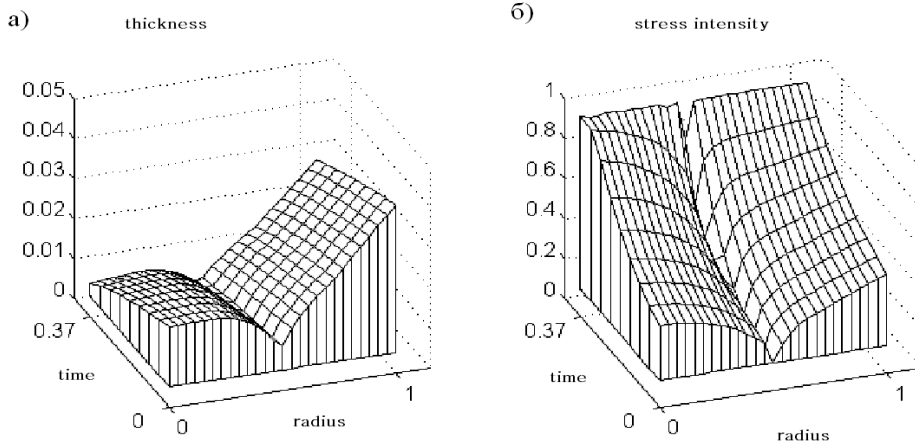 а)
thickness
0.05
0.04
0.03
0.02
0.01
0
0.37
time
0
0
radius
1
б)
stress intensity
1
0.8
0.6
0.4
0.2
0
0.37
time
0
0
radius
1